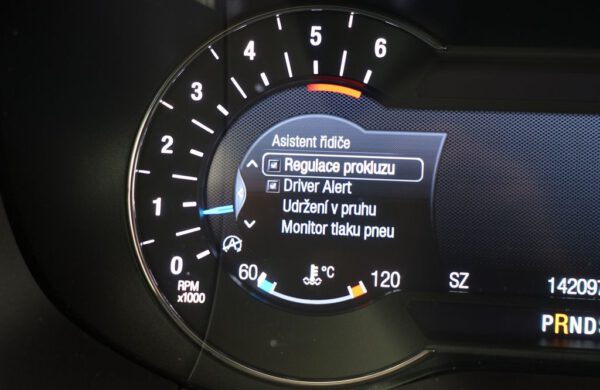 6
5
4
3
2
1
0
RPM
x1000
Asistent řidiče
Regulace prokluzu
Driver Alert
Udržení v pruhu
Monitor tlaku pneu
60
°C
120
SZ
142097
PRNDS